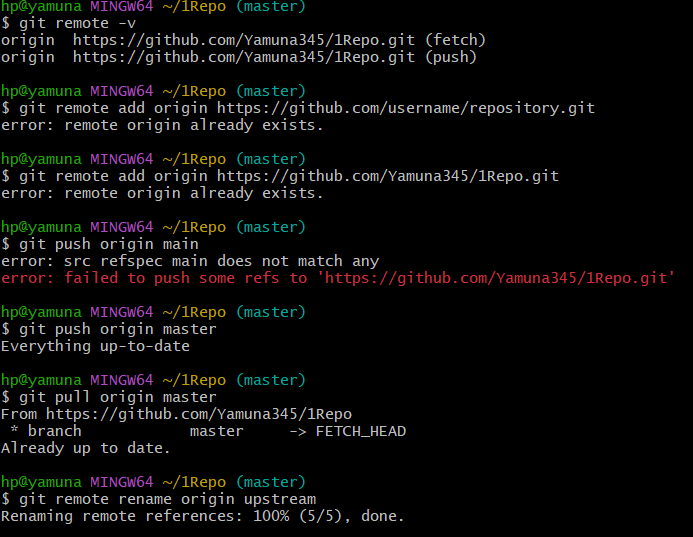 hp@yamuna MINGW64 ~/1Repo (master)
$ git remote -v
origin  https://github.com/Yamuna345/1Repo.git (fetch)
origin  https://github.com/Yamuna345/1Repo.git (push)
hp@yamuna MINGW64 ~/1Repo (master)
$ git remote add origin https://github.com/username/repository.git
error: remote origin already exists.
hp@yamuna MINGW64 ~/1Repo (master)
$ git remote add origin https://github.com/Yamuna345/1Repo.git
error: remote origin already exists.
hp@yamuna MINGW64 ~/1Repo (master)
$ git push origin main
error: src refspec main does not match any
error: failed to push some refs to 'https://github.com/Yamuna345/1Repo.git'
hp@yamuna MINGW64 ~/1Repo (master)
$ git push origin master
Everything up-to-date
hp@yamuna MINGW64 ~/1Repo (master)
$ git pull origin master
From https://github.com/Yamuna345/1Repo
 * branch            master     -> FETCH_HEAD
Already up to date.
hp@yamuna MINGW64 ~/1Repo (master)
$ git remote rename origin upstream
Renaming remote references: 100% (5/5), done.